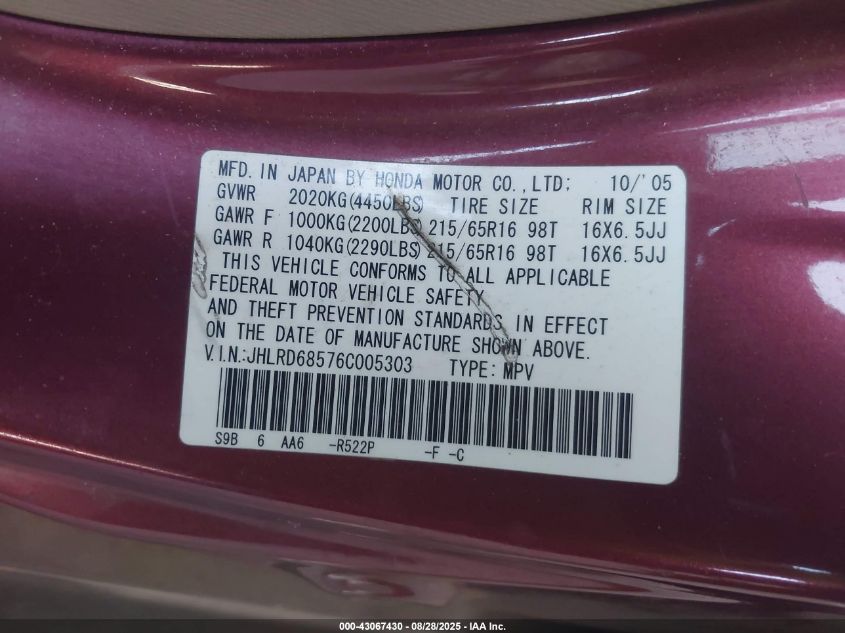 MFD. IN JAPAN BY HONDA MOTOR CO., LTD; 10/'05
GVWR 2020KG(4450LBS) TIRE SIZE RIM SIZE
GAWR F 1000KG(2200LBS) 215/65R16 98T 16X6.5JJ
GAWR R 1040KG(2290LBS) 215/65R16 98T 16X6.5JJ
THIS VEHICLE CONFORMS TO ALL APPLICABLE
FEDERAL MOTOR VEHICLE SAFETY
AND THEFT PREVENTION STANDARDS IN EFFECT
ON THE DATE OF MANUFACTURE SHOWN ABOVE.
V.I.N.:JHLRD68576C005303 TYPE: MPV
S9B 6 AA6 -R522P -F -C
000-43067430 - 08/28/2025 - IAA Inc.